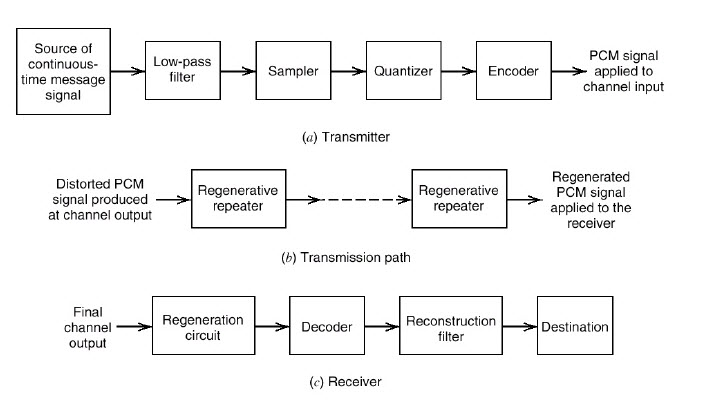 Source of
continuous-
time message
signal
Low-pass
filter
Sampler
Quantizer
Encoder
PCM signal
applied to
channel input
(a) Transmitter
Distorted PCM
signal produced
at channel output
Regenerative
repeater
Regenerative
repeater
Regenerated
PCM signal
applied to the
receiver
(b) Transmission path
Final
channel
output
Regeneration
circuit
Decoder
Reconstruction
filter
Destination
(c) Receiver